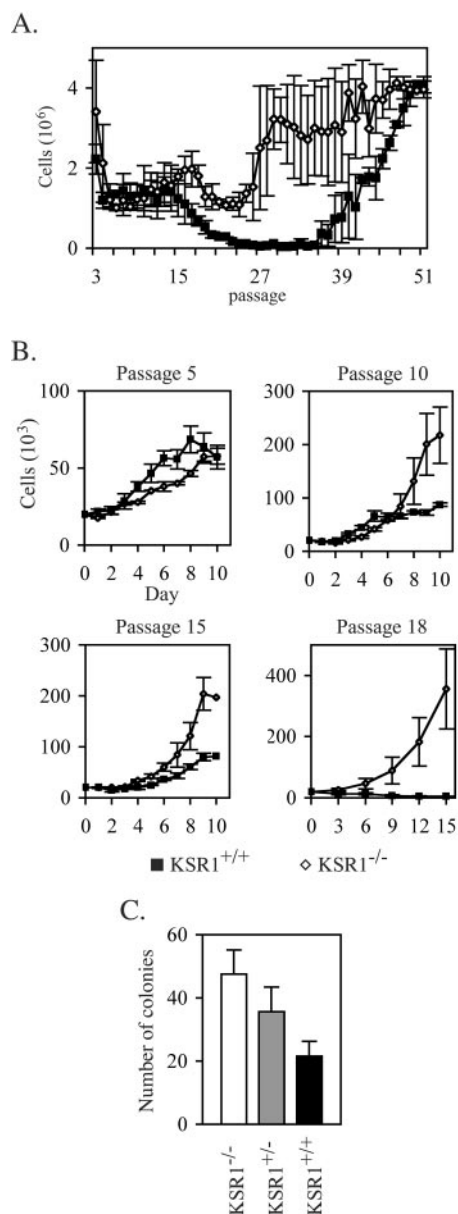 A.
Cells (10⁶)
4
2
0
3 15 27 39 51
passage
B.
Passage 5
Cells (10³)
100
50
0
0 2 4 6 8 10
Day
Passage 10
300
200
100
0
0 2 4 6 8 10
Passage 15
300
200
100
0
0 2 4 6 8 10
Passage 18
400
200
0
0 3 6 9 12 15
KSR1⁺/⁺ KSR1⁻/⁻
C.
Number of colonies
60
40
20
0
KSR1⁻/⁻
KSR1⁺/⁻
KSR1⁺/⁺